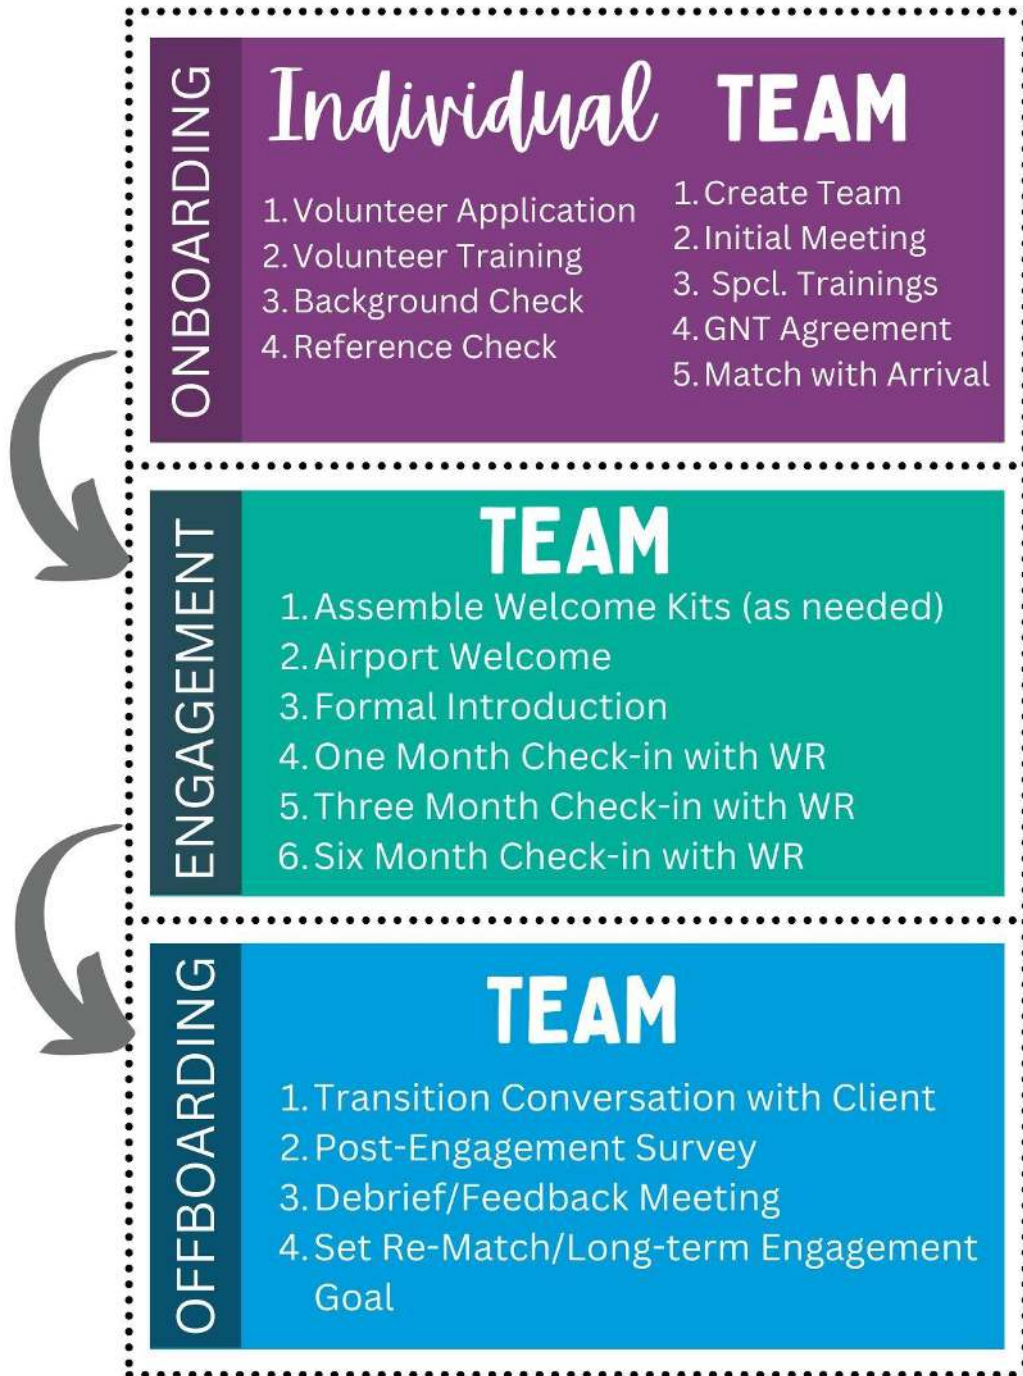 ONBOARDING
Individual
1. Volunteer Application
2. Volunteer Training
3. Background Check
4. Reference Check
TEAM
1. Create Team
2. Initial Meeting
3. Spcl. Trainings
4. GNT Agreement
5. Match with Arrival
ENGAGEMENT
TEAM
1. Assemble Welcome Kits (as needed)
2. Airport Welcome
3. Formal Introduction
4. One Month Check-in with WR
5. Three Month Check-in with WR
6. Six Month Check-in with WR
OFFBOARDING
TEAM
1. Transition Conversation with Client
2. Post-Engagement Survey
3. Debrief/Feedback Meeting
4. Set Re-Match/Long-term Engagement
Goal